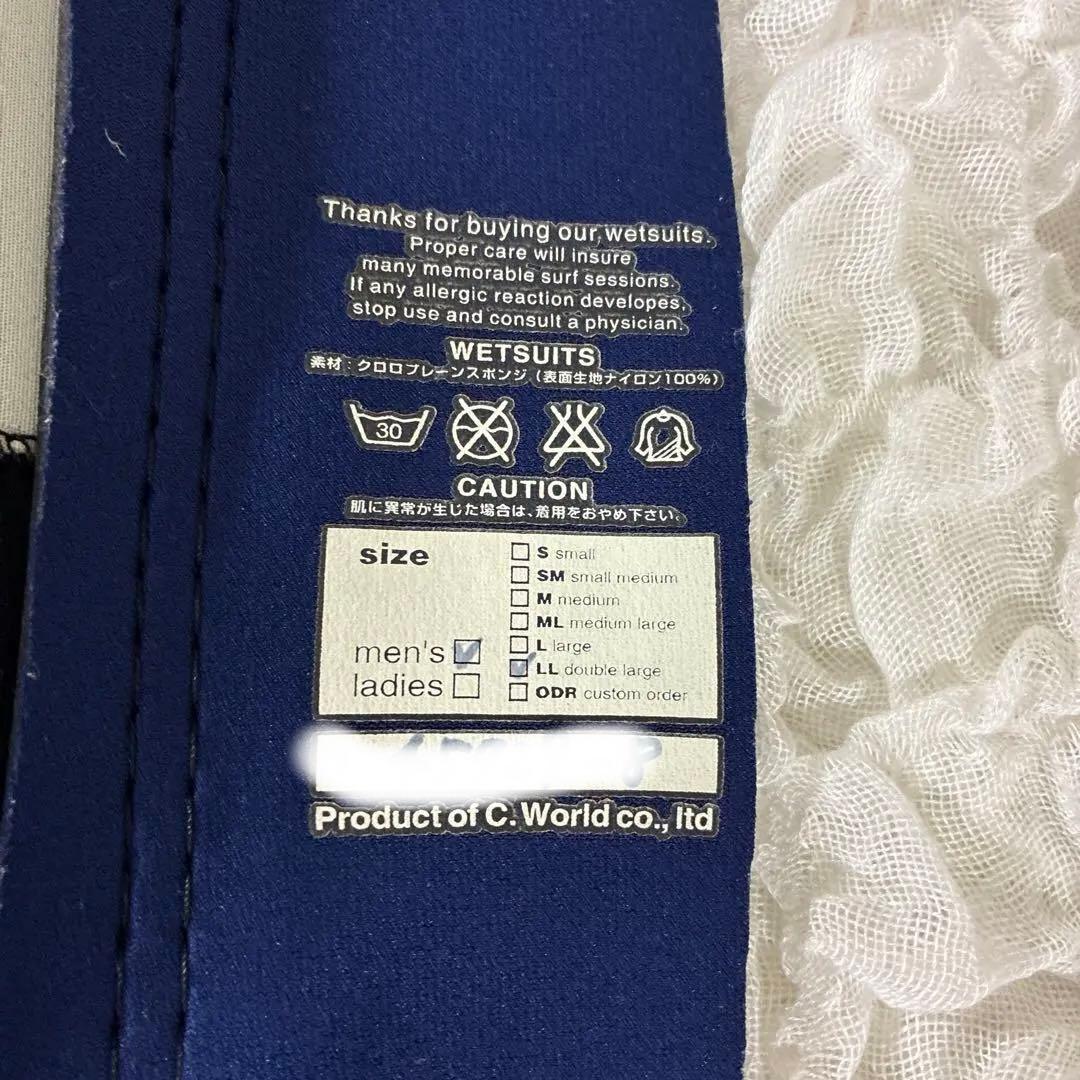 Thanks for buying our wetsuits.
Proper care will insure
many memorable surf sessions.
If any allergic reaction developes,
stop use and consult a physician.
WETSUITS
素材：クロロプレーンスポンジ（表面生地ナイロン100%）
30
CAUTION
肌に異常が生じた場合は、着用をおやめ下さい。
size
S small
SM small medium
M medium
ML medium large
L large
men's
LL double large
ladies
ODR custom order
Product of C. World co., ltd